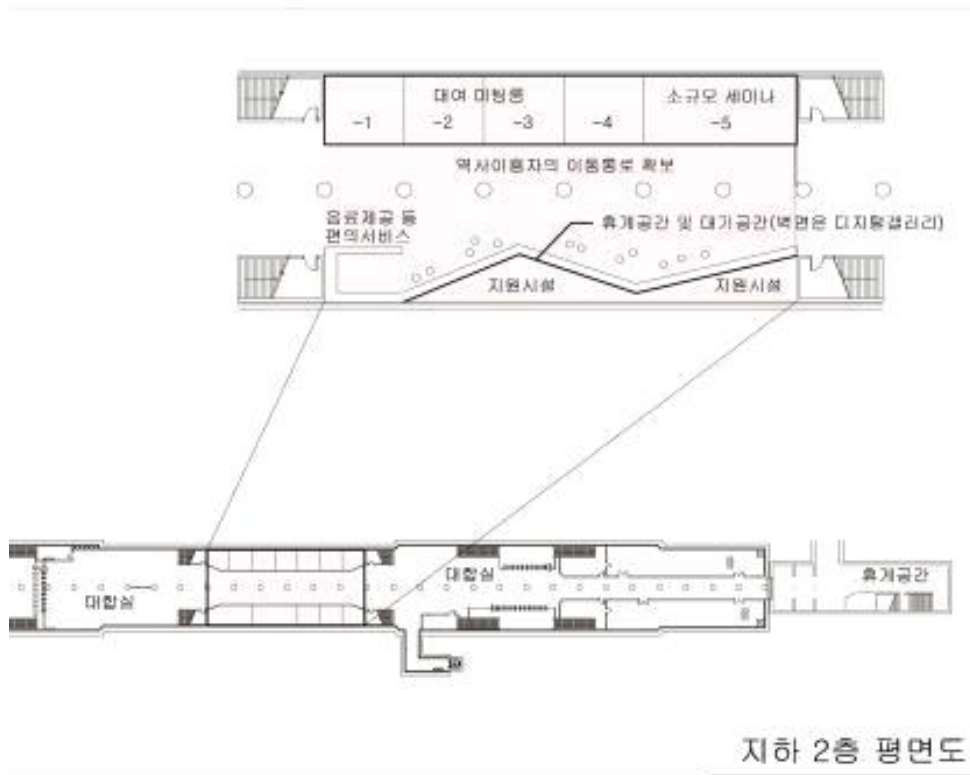 대여 미팅룸
소규모 세미나
-1 -2 -3 -4 -5
역사이용자의 이동통로 확보
음료제공 등
편의서비스
휴게공간 및 대기공간(벽면은 디지털갤러리)
지원시설
지원시설
대합실
대합실
휴게공간
지하 2층 평면도